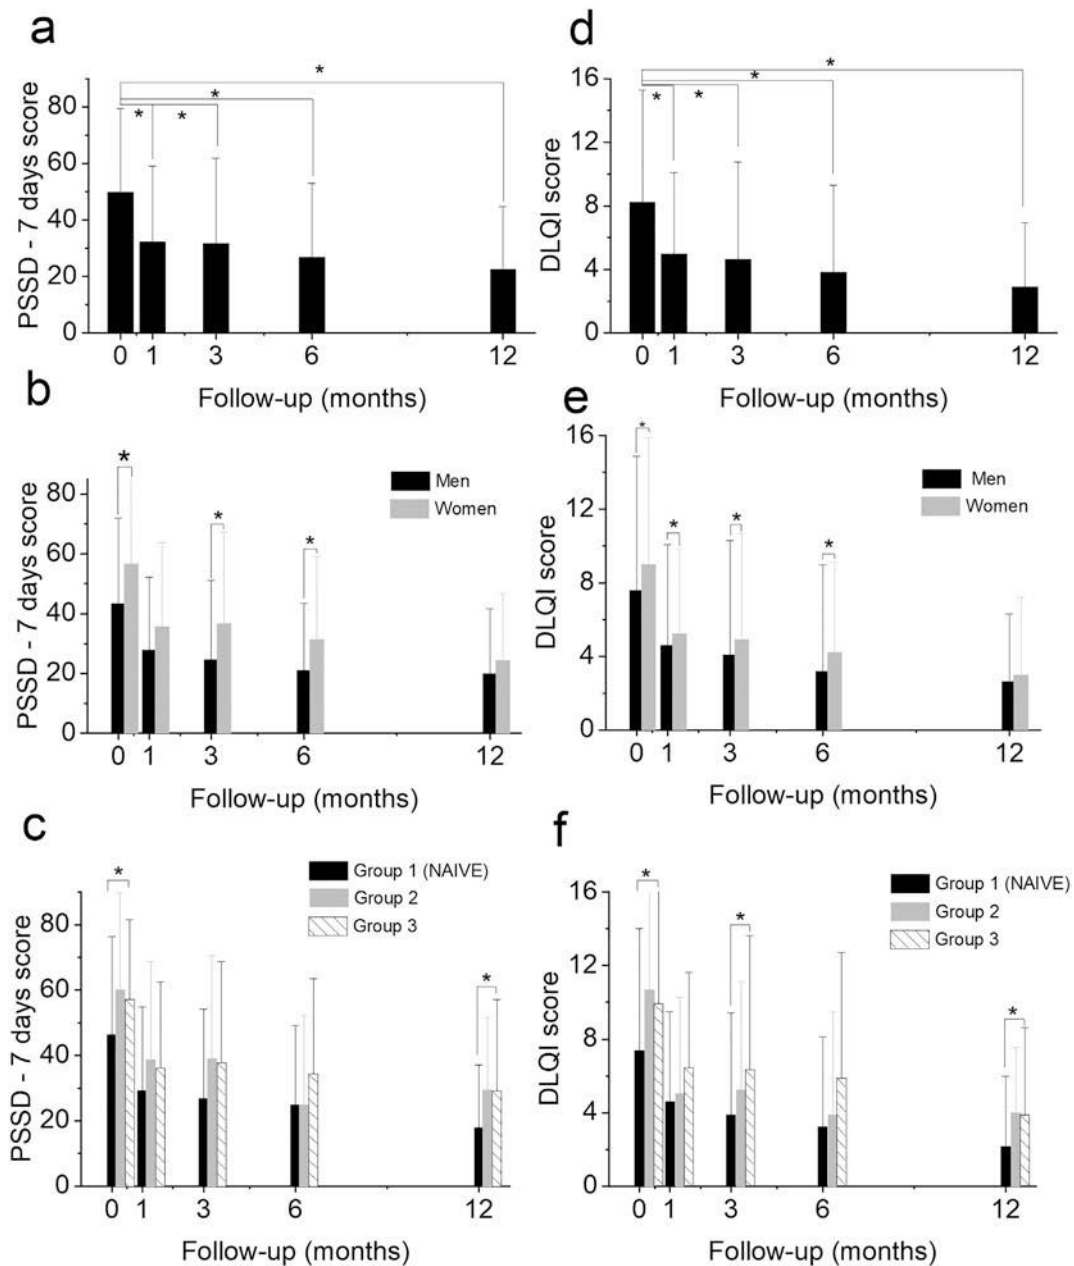 a
*
*
*
*
PSSD - 7 days score
80
60
40
20
0
0 1 3 6 12
Follow-up (months)
d
*
*
*
*
DLQI score
16
12
8
4
0
0 1 3 6 12
Follow-up (months)
b
*
*
*
Men
Women
PSSD - 7 days score
80
60
40
20
0
0 1 3 6 12
Follow-up (months)
e
*
*
*
*
Men
Women
DLQI score
16
12
8
4
0
0 1 3 6 12
Follow-up (months)
c
*
*
Group 1 (NAIVE)
Group 2
Group 3
PSSD - 7 days score
80
60
40
20
0
0 1 3 6 12
Follow-up (months)
f
*
*
*
Group 1 (NAIVE)
Group 2
Group 3
DLQI score
16
12
8
4
0
0 1 3 6 12
Follow-up (months)